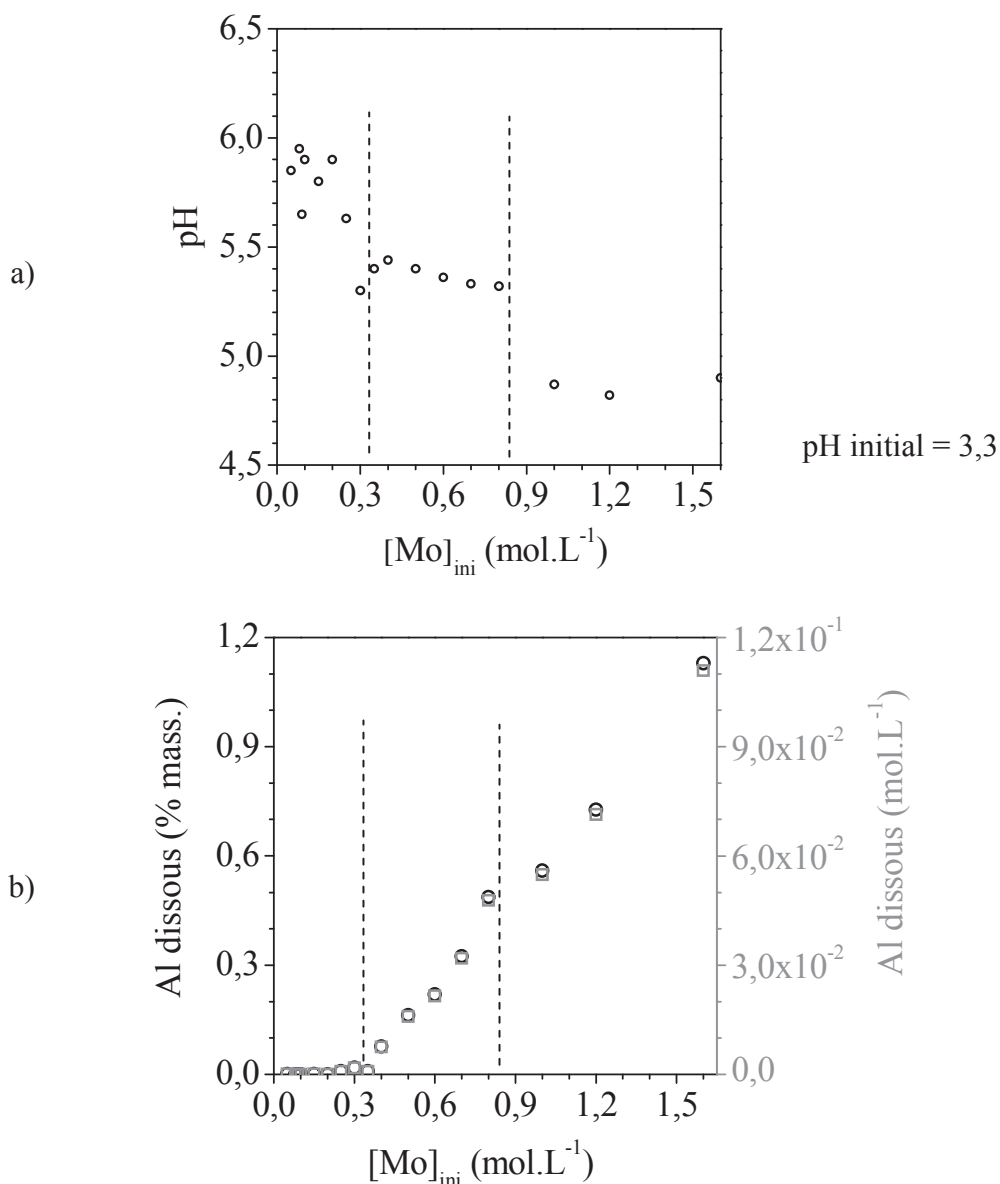 a)
6,5
6,0
5,5
5,0
4,5
pH
0,0 0,3 0,6 0,9 1,2 1,5
[Mo]ini (mol.L-1)
pH initial = 3,3
b)
1,2
0,9
0,6
0,3
0,0
Al dissous (% mass.)
1,2x10-1
9,0x10-2
6,0x10-2
3,0x10-2
0,0
Al dissous (mol.L-1)
0,0 0,3 0,6 0,9 1,2 1,5
[Mo]ini (mol.L-1)